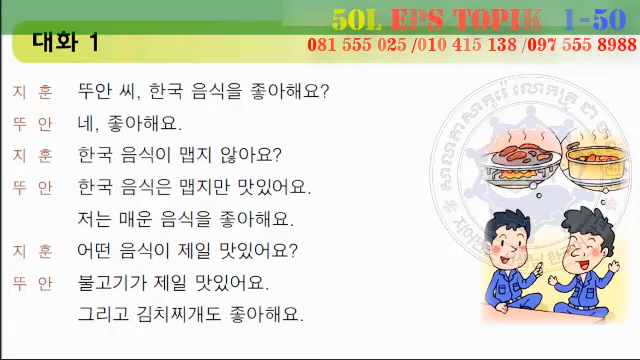 50L EPS TOPIK 1-50
081 555 025 /010 415 138 /097 555 8988
대화 1
지 훈 뚜안 씨, 한국 음식을 좋아해요?
뚜 안 네, 좋아해요.
지 훈 한국 음식이 맵지 않아요?
뚜 안 한국 음식은 맵지만 맛있어요.
저는 매운 음식을 좋아해요.
지 훈 어떤 음식이 제일 맛있어요?
뚜 안 불고기가 제일 맛있어요.
그리고 김치찌개도 좋아해요.